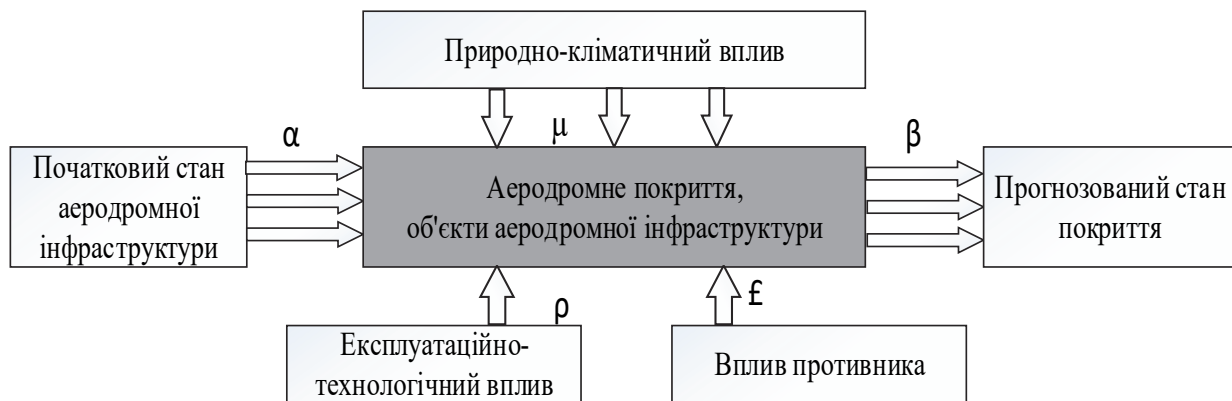 Природно-кліматичний вплив
μ
α
β
Початковий стан
аеродромної
інфраструктури
Аеродромне покриття,
об'єкти аеродромної інфраструктури
Прогнозований стан
покриття
ρ
£
Експлуатаційно-
технологічний вплив
Вплив противника